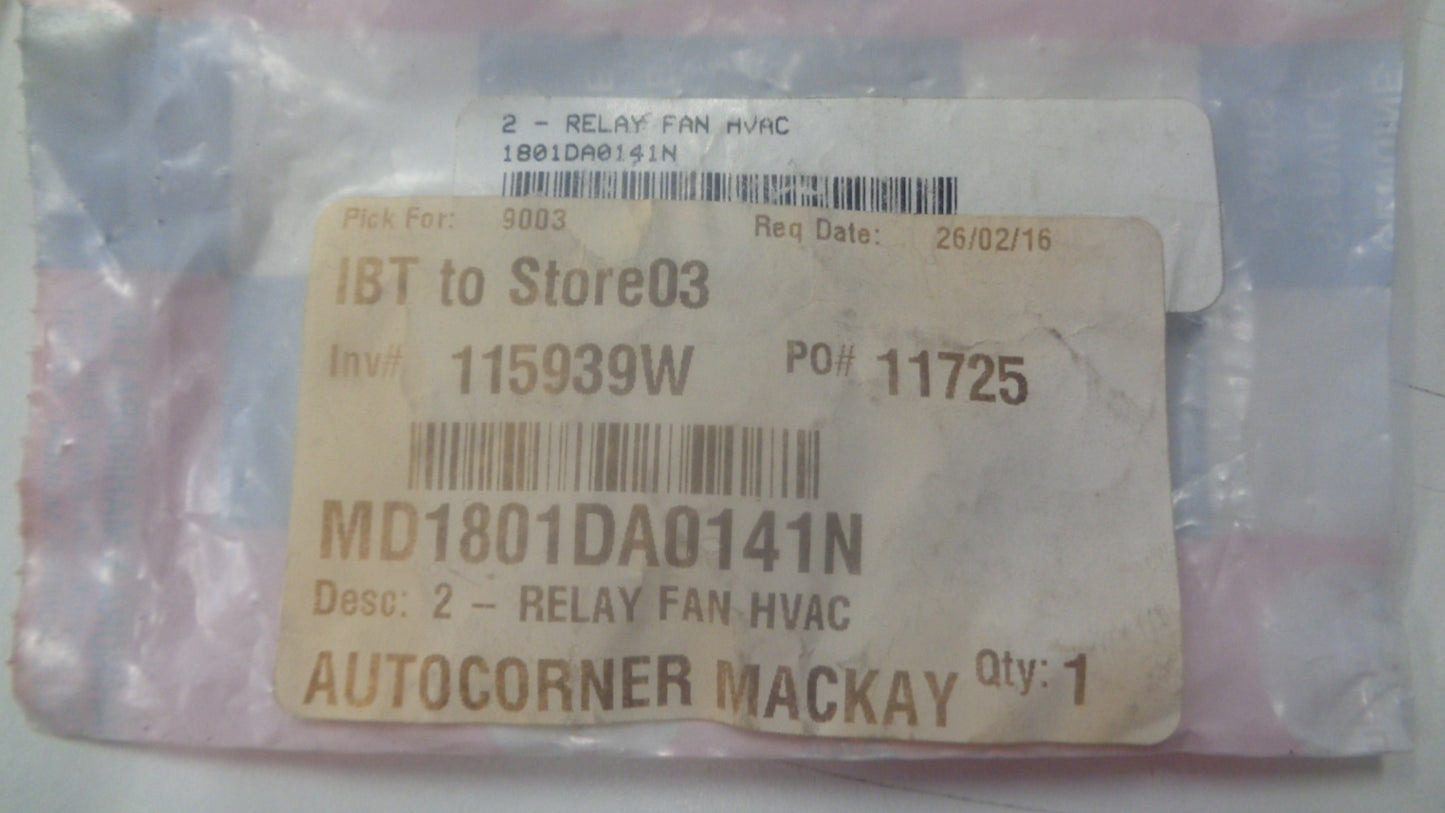 2 - RELAY FAN HVAC
1801DA0141N
Pick For: 9003 Req Date: 26/02/16
IBT to Store03
Inv# 115939W PO# 11725
MD1801DA0141N
Desc: 2 - RELAY FAN HVAC
AUTOCORNER MACKAY Qty: 1